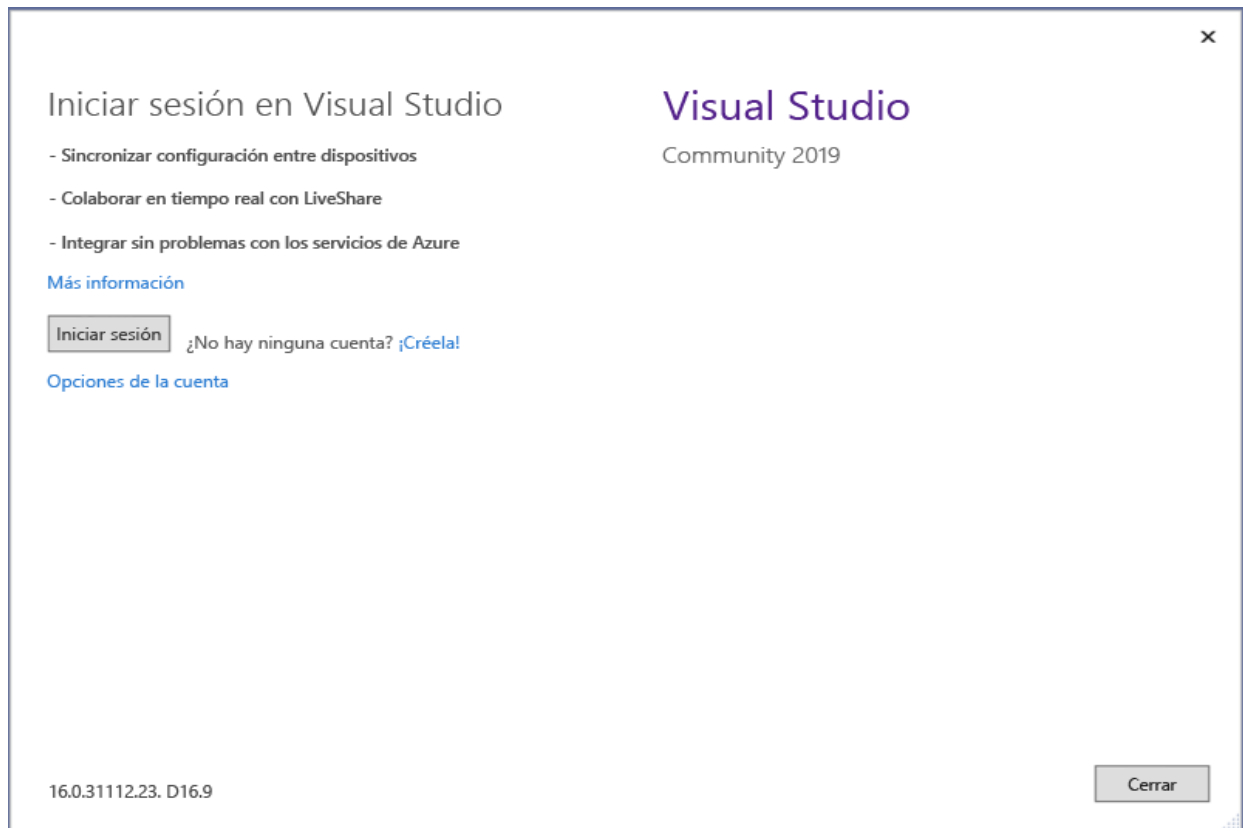 Iniciar sesión en Visual Studio
- Sincronizar configuración entre dispositivos
- Colaborar en tiempo real con LiveShare
- Integrar sin problemas con los servicios de Azure
Más información
Iniciar sesión ¿No hay ninguna cuenta? ¡Créela!
Opciones de la cuenta
Visual Studio
Community 2019
16.0.31112.23. D16.9
Cerrar